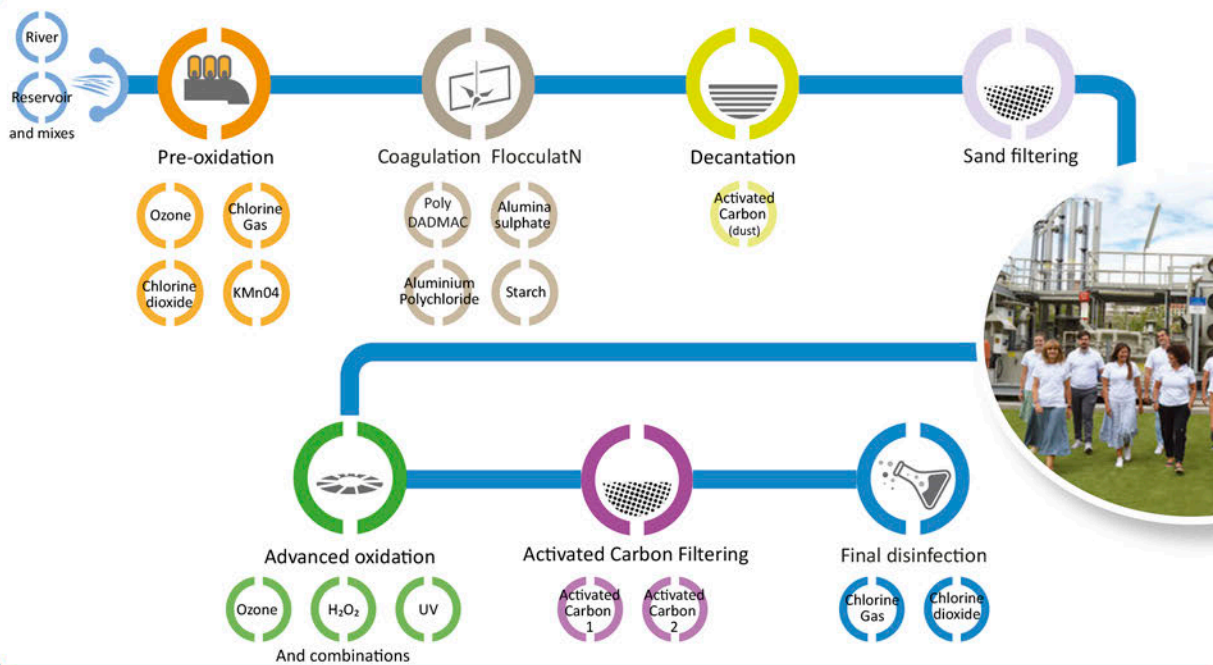 River
Reservoir
and mixes
Pre-oxidation
Coagulation FlocculatN
Decantation
Sand filtering
Ozone
Chlorine
Gas
Chlorine
dioxide
KMn04
Poly
DADMAC
Alumina
sulphate
Aluminium
Polychloride
Starch
Activated
Carbon
(dust)
Advanced oxidation
Activated Carbon Filtering
Final disinfection
Ozone
H₂O₂
UV
And combinations
Activated
Carbon
1
Activated
Carbon
2
Chlorine
Gas
Chlorine
dioxide